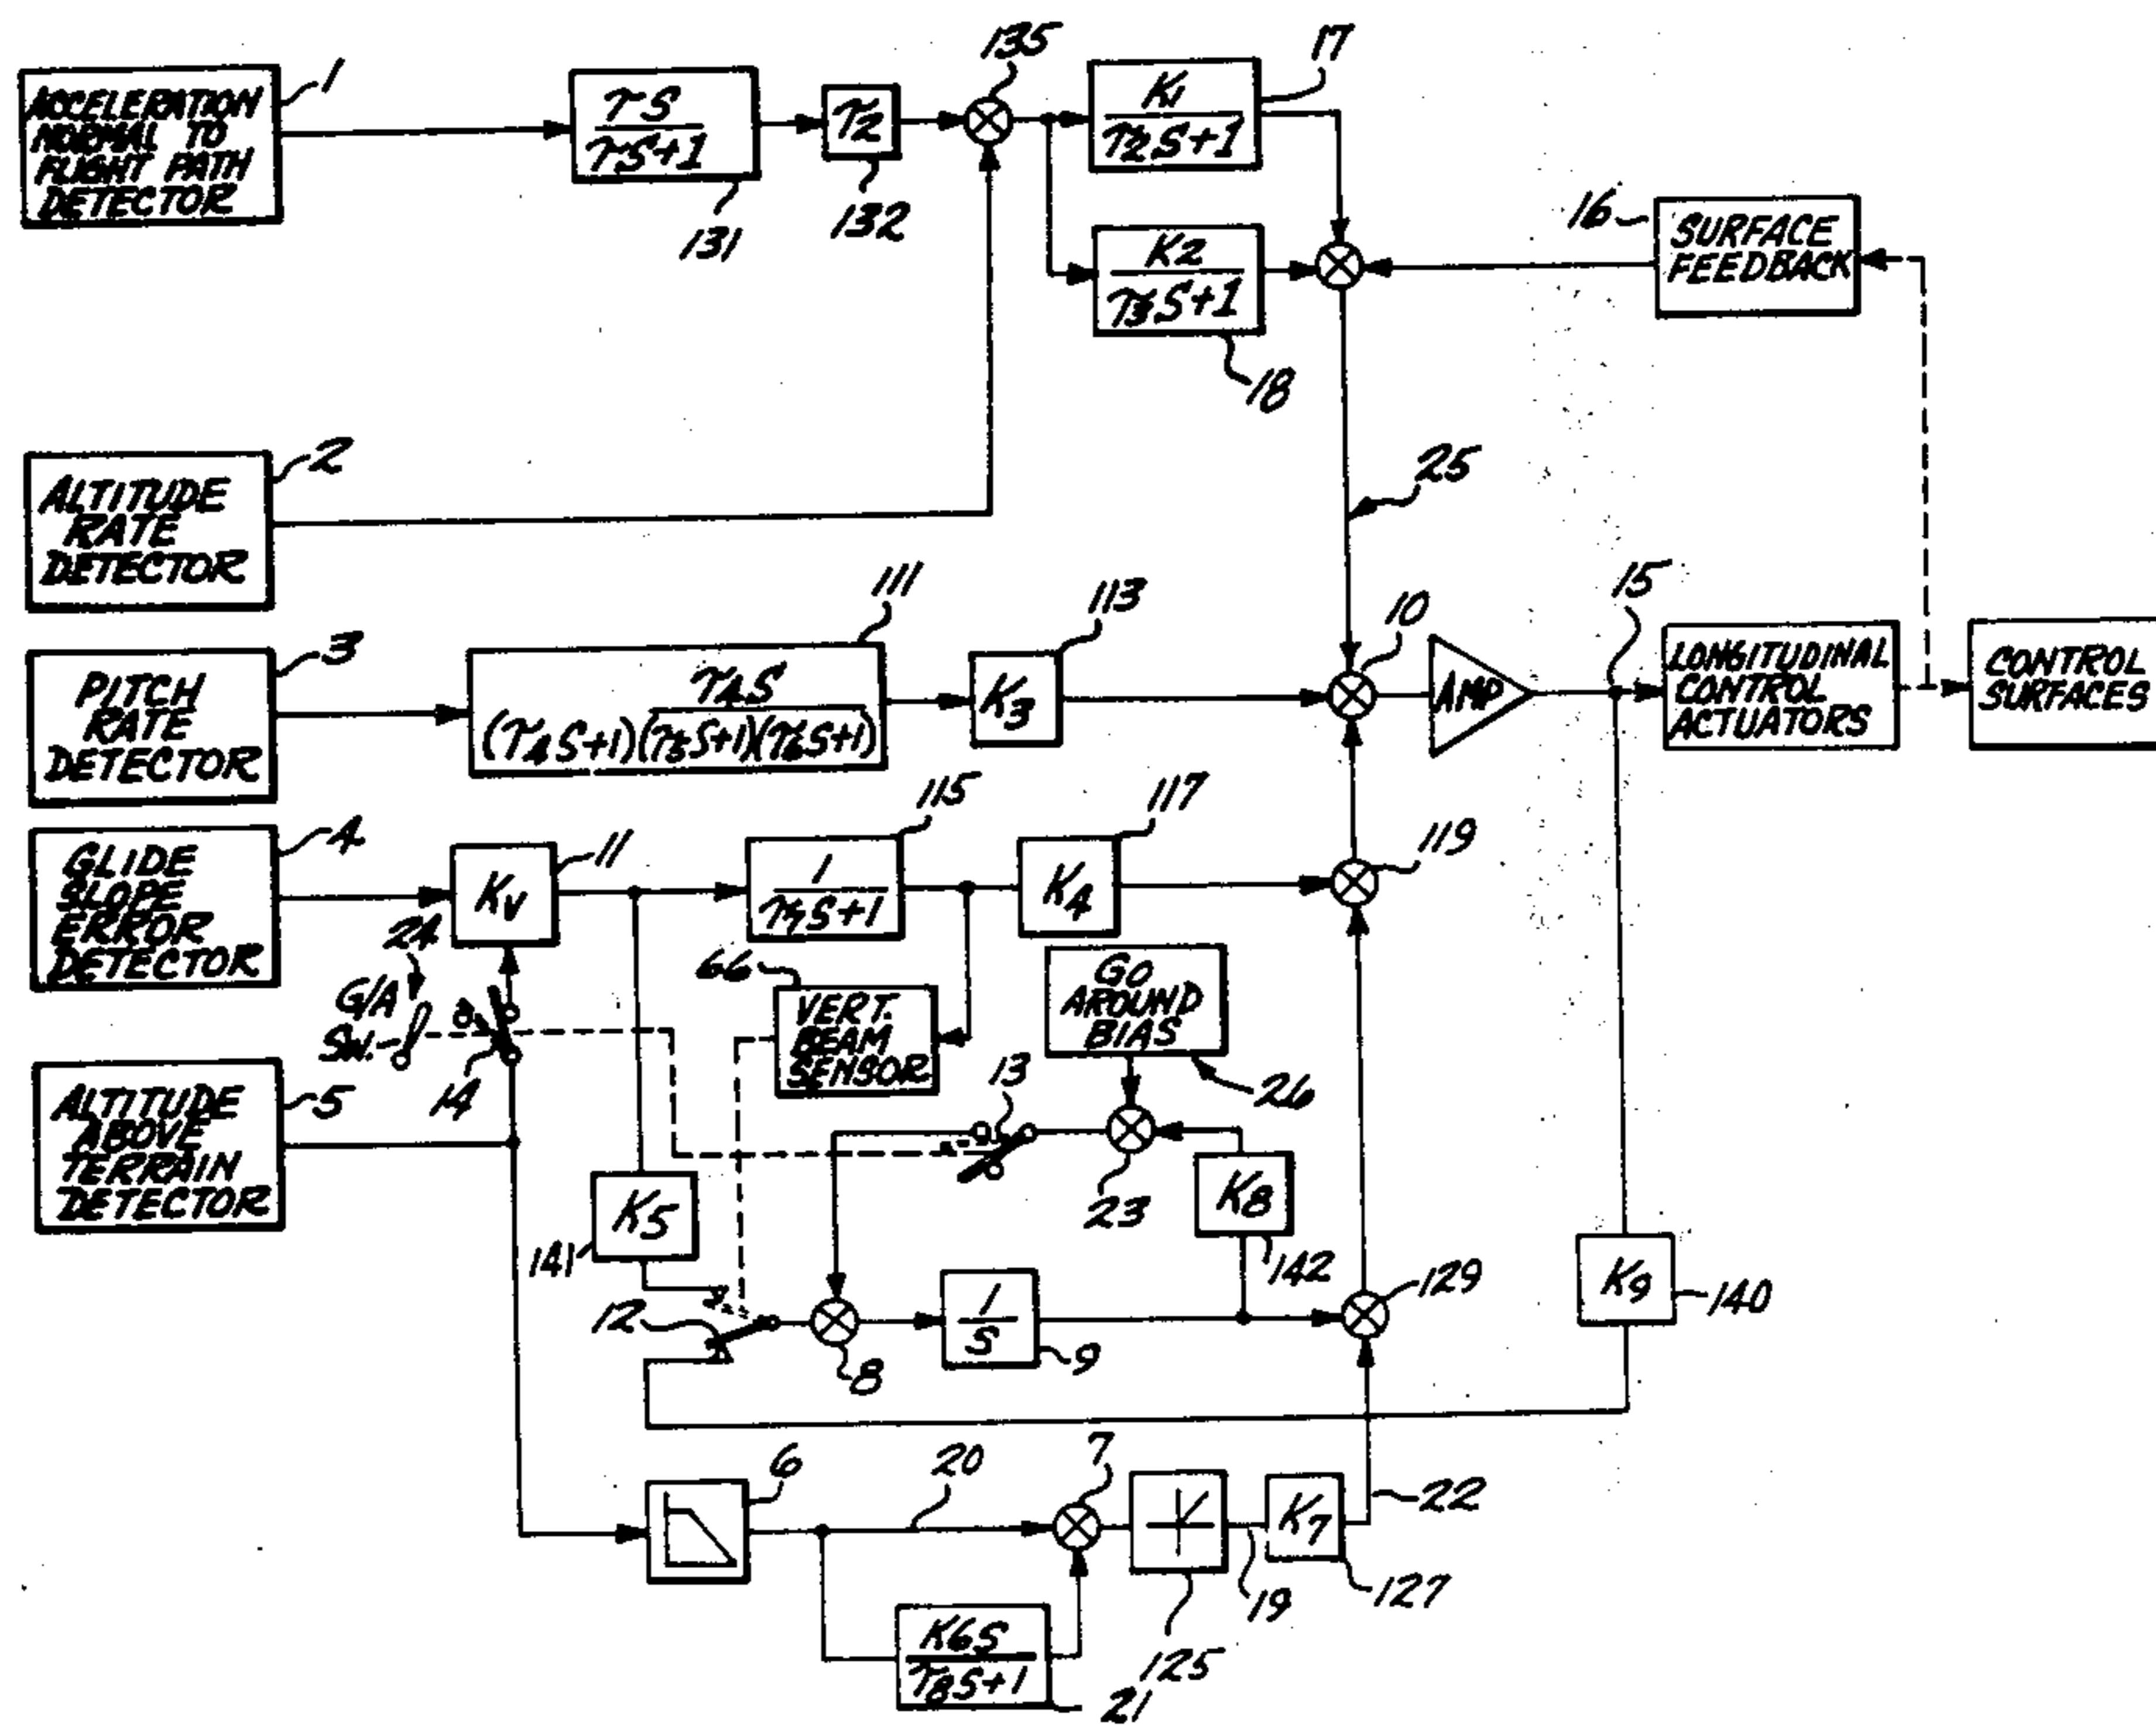 135
17
1
ACCELERATION
NORMAL TO
FLIGHT PATH
DETECTOR
τS
τS+1
131
τ2
132
K1
τ2S+1
K2
τ3S+1
18
16
SURFACE
FEEDBACK
2
ALTITUDE
RATE
DETECTOR
25
3
PITCH
RATE
DETECTOR
111
τ4S
(τ4S+1)(τ5S+1)(τ6S+1)
113
K3
10
AMP
15
LONGITUDINAL
CONTROL
ACTUATORS
CONTROL
SURFACES
4
GLIDE
SLOPE
ERROR
DETECTOR
11
KV
115
1
τ7S+1
117
K4
119
24
G/A
SW.
a
14
66
VERT.
BEAM
SENSOR
GO
AROUND
BIAS
26
5
ALTITUDE
ABOVE
TERRAIN
DETECTOR
13
23
K8
142
K5
141
12
8
1
S
9
129
K9
140
6
20
7
125
19
K7
127
22
K6S
τ8S+1
21